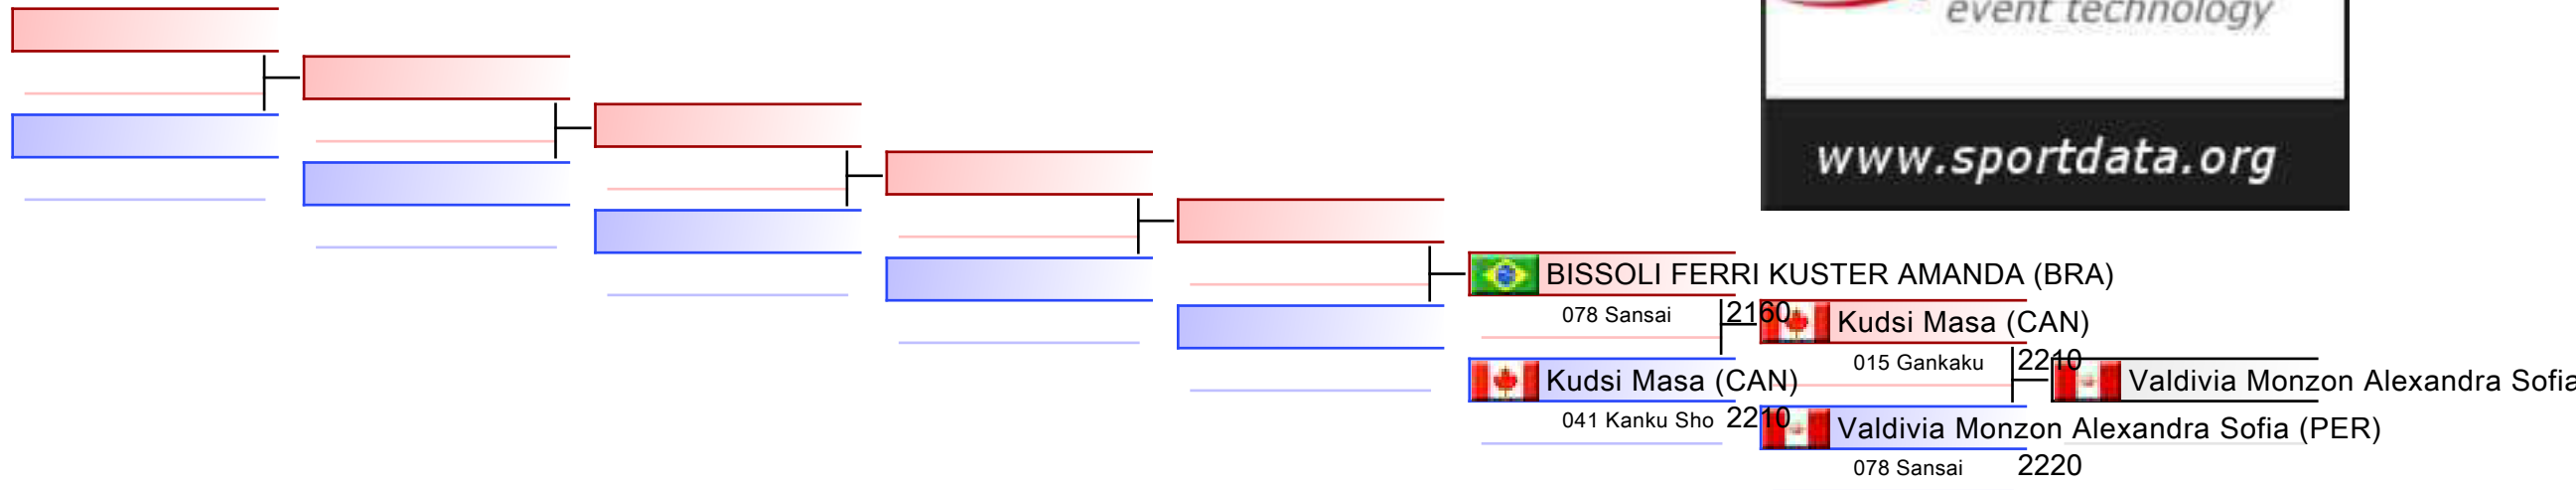 event technology
www.sportdata.org
BISSOLI FERRI KUSTER AMANDA (BRA)
078 Sansai 2160
Kudsi Masa (CAN)
015 Gankaku 2210
Kudsi Masa (CAN)
041 Kanku Sho 2210
Valdivia Monzon Alexandra Sofia
Valdivia Monzon Alexandra Sofia (PER)
078 Sansai 2220